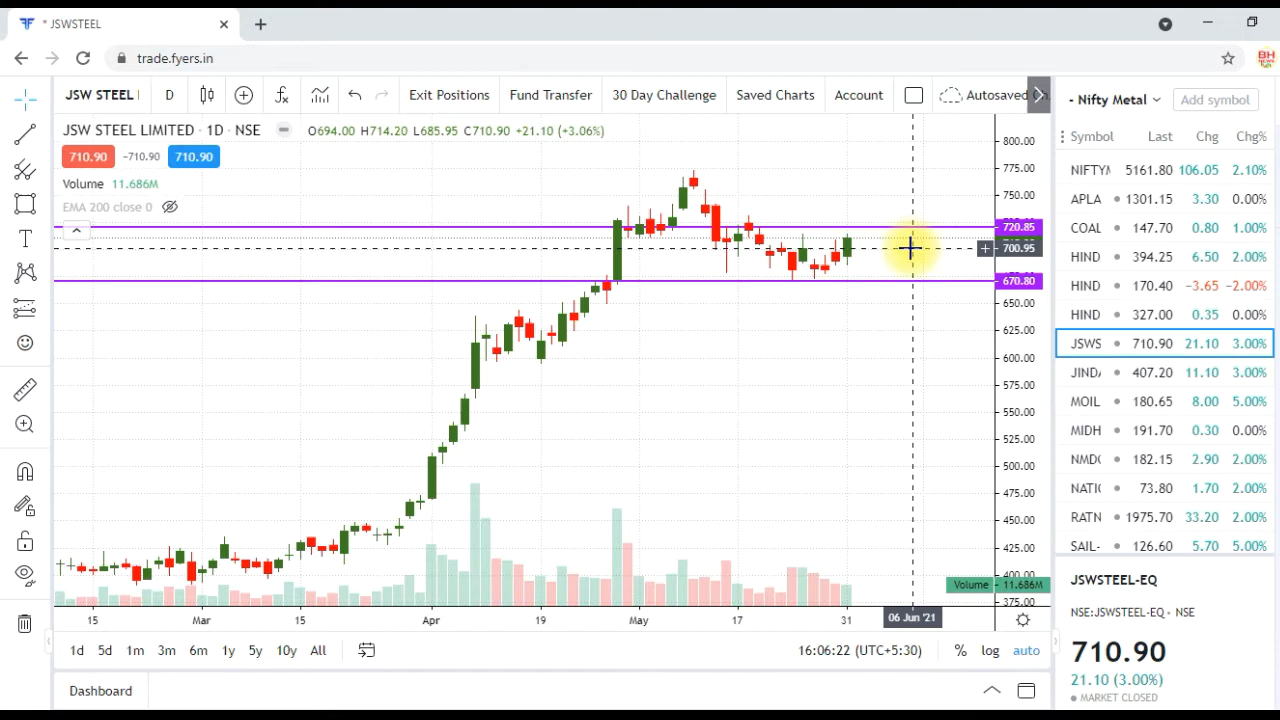 * JSWSTEEL
trade.fyers.in
BH
NEWS
JSW STEEL D Exit Positions Fund Transfer 30 Day Challenge Saved Charts Account Autosaved
JSW STEEL LIMITED · 1D · NSE O694.00 H714.20 L685.95 C710.90 +21.10 (+3.06%)
710.90 −710.90 710.90
Volume 11.686M
EMA 200 close 0
800.00
775.00
750.00
720.85
700.95
670.80
650.00
625.00
600.00
575.00
550.00
525.00
500.00
475.00
450.00
425.00
400.00
Volume 11.686M
375.00
15 Mar 15 Apr 19 May 17 31 06 Jun '21
1d 5d 1m 3m 6m 1y 5y 10y All 16:06:22 (UTC+5:30) % log auto
Dashboard
- Nifty Metal Add symbol
Symbol Last Chg Chg%
NIFTYM 5161.80 106.05 2.10%
APLA 1301.15 3.30 0.00%
COAL 147.70 0.80 1.00%
HIND 394.25 6.50 2.00%
HIND 170.40 −3.65 −2.00%
HIND 327.00 0.35 0.00%
JSWS 710.90 21.10 3.00%
JINDA 407.20 11.10 3.00%
MOIL 180.65 8.00 5.00%
MIDH 191.70 0.30 0.00%
NMDC 182.15 2.90 2.00%
NATIO 73.80 1.70 2.00%
RATN 1975.70 33.20 2.00%
SAIL- 126.60 5.70 5.00%
JSWSTEEL-EQ
NSE:JSWSTEEL-EQ • NSE
710.90
21.10 (3.00%)
MARKET CLOSED